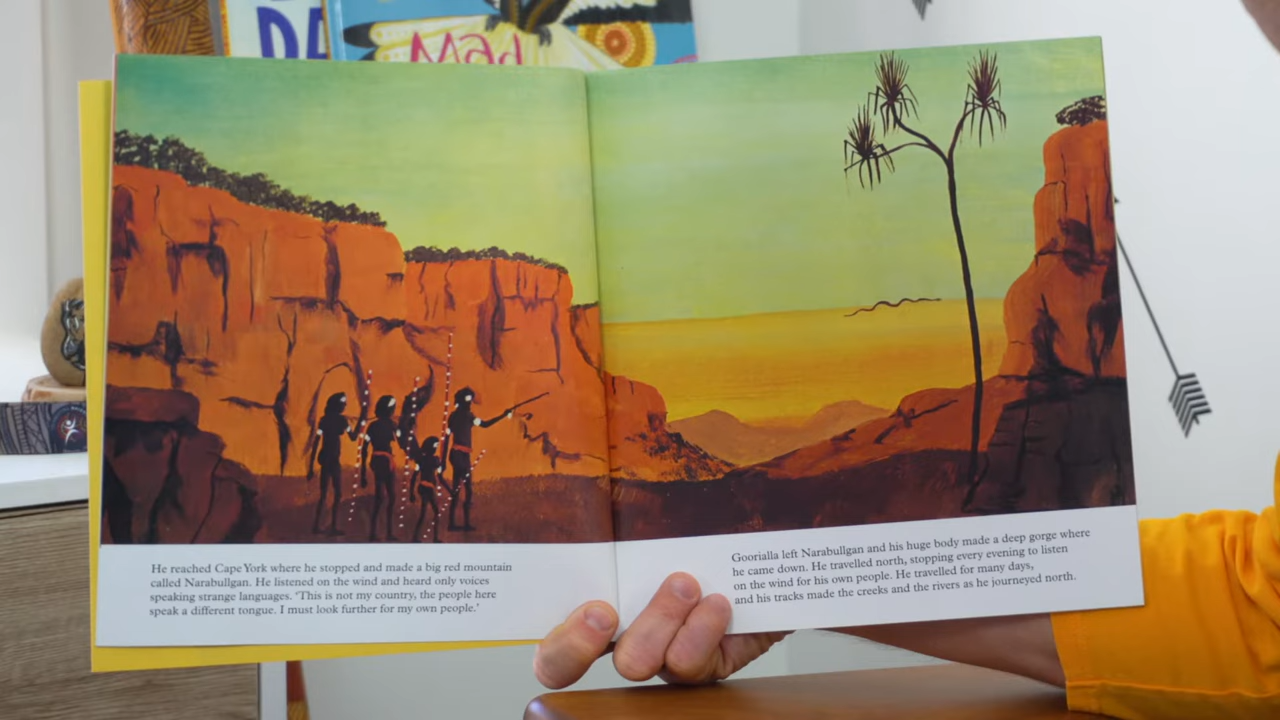 DA
Mad
He reached Cape York where he stopped and made a big red mountain
called Narabullgan. He listened on the wind and heard only voices
speaking strange languages. ‘This is not my country, the people here
speak a different tongue. I must look further for my own people.’
Goorialla left Narabullgan and his huge body made a deep gorge where
he came down. He travelled north, stopping every evening to listen
on the wind for his own people. He travelled for many days,
and his tracks made the creeks and the rivers as he journeyed north.